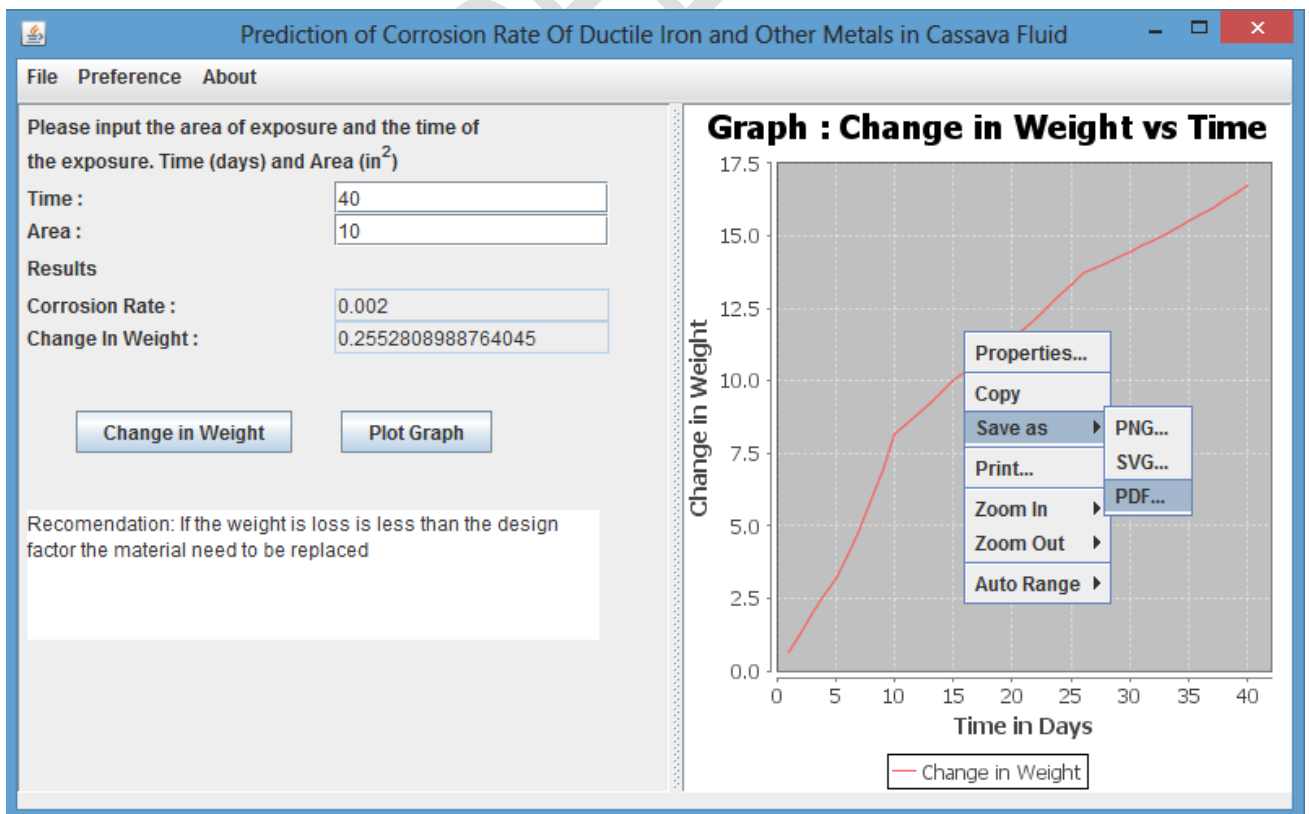 Prediction of Corrosion Rate Of Ductile Iron and Other Metals in Cassava Fluid
File Preference About
Please input the area of exposure and the time of
the exposure. Time (days) and Area (in²)
Time : 40
Area : 10
Results
Corrosion Rate : 0.002
Change In Weight : 0.2552808988764045
Change in Weight Plot Graph
Recomendation: If the weight is loss is less than the design
factor the material need to be replaced
Graph : Change in Weight vs Time
Change in Weight
17.5
15.0
12.5
10.0
7.5
5.0
2.5
0.0
0 5 10 15 20 25 30 35 40
Time in Days
Change in Weight
Properties...
Copy
Save as
Print...
Zoom In
Zoom Out
Auto Range
PNG...
SVG...
PDF...